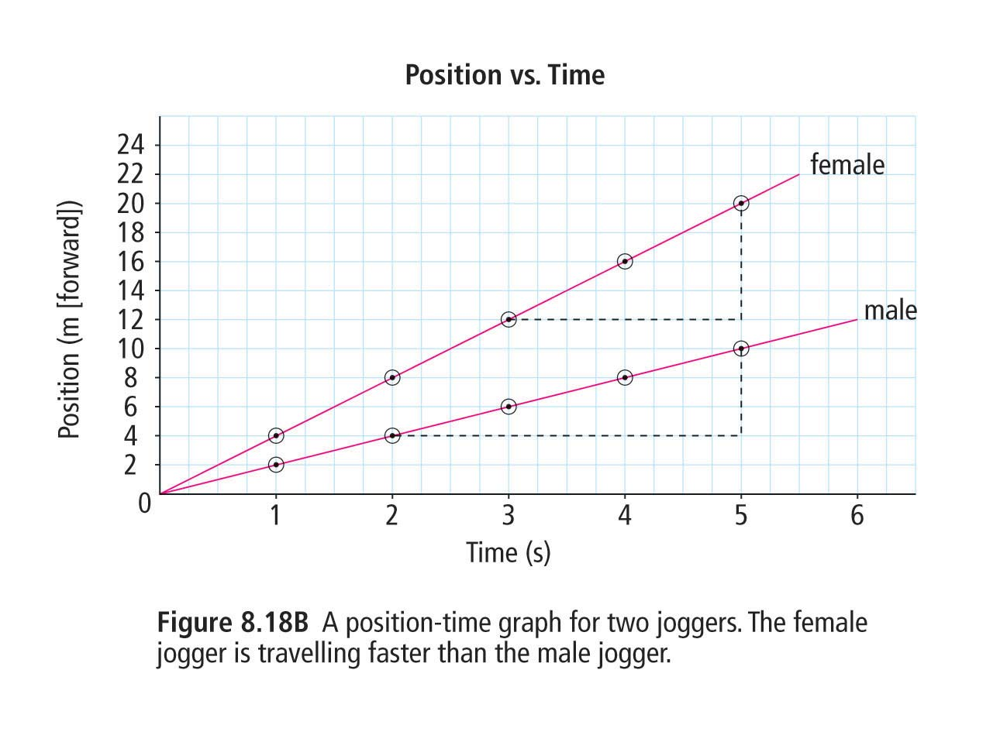 Position vs. Time
Position (m [forward])
24
22
20
18
16
14
12
10
8
6
4
2
0
female
male
1 2 3 4 5 6
Time (s)
Figure 8.18B A position-time graph for two joggers. The female
jogger is travelling faster than the male jogger.